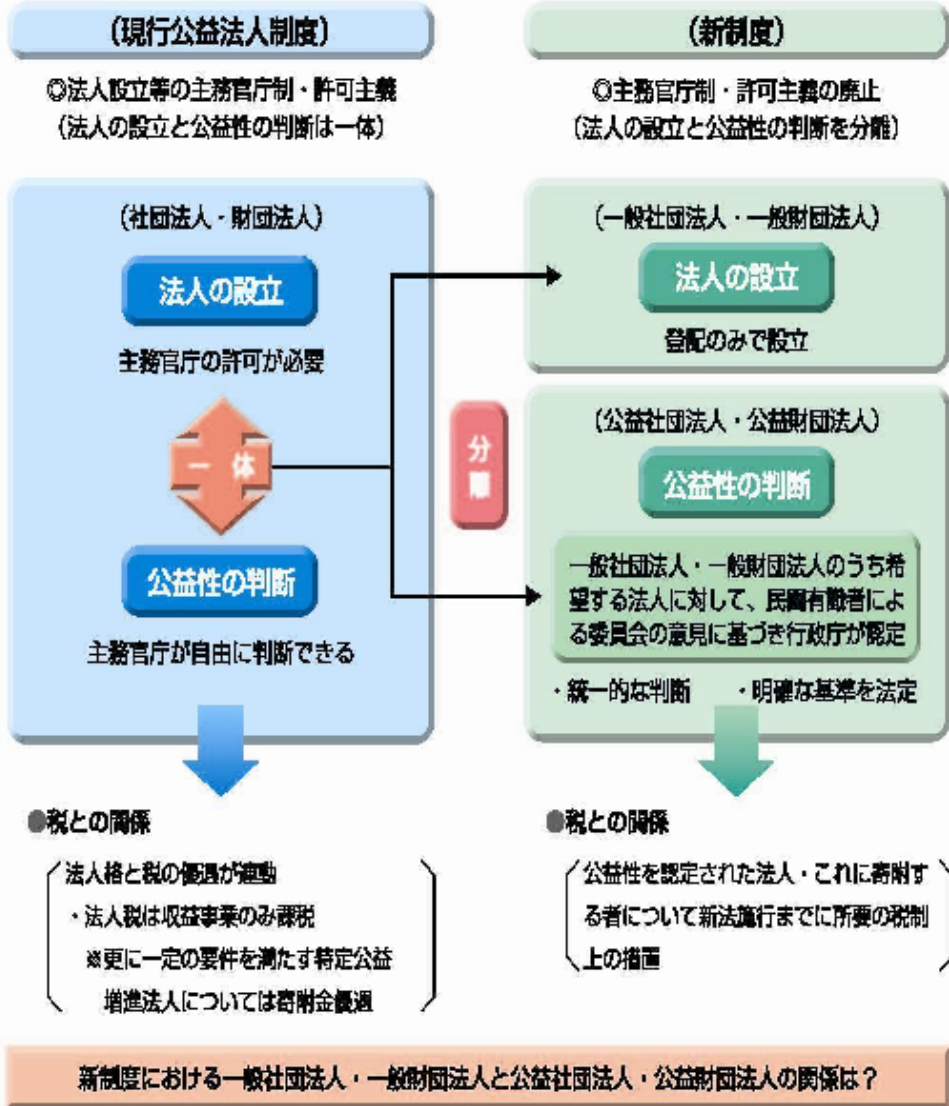 (現行公益法人制度)
◎法人設立等の主務官庁制・許可主義
(法人の設立と公益性の判断は一体)
(社団法人・財団法人)
法人の設立
主務官庁の許可が必要
一体
公益性の判断
主務官庁が自由に判断できる
●税との関係
法人格と税の優遇が連動
・法人税は収益事業のみ課税
※更に一定の要件を満たす特定公益
増進法人については寄附金優遇
分
離
(新制度)
◎主務官庁制・許可主義の廃止
(法人の設立と公益性の判断を分離)
(一般社団法人・一般財団法人)
法人の設立
登記のみで設立
(公益社団法人・公益財団法人)
公益性の判断
一般社団法人・一般財団法人のうち希
望する法人に対して、民間有識者によ
る委員会の意見に基づき行政庁が認定
・統一的な判断 ・明確な基準を法定
●税との関係
公益性を認定された法人・これに寄附す
る者について新法施行までに所要の税制
上の措置
新制度における一般社団法人・一般財団法人と公益社団法人・公益財団法人の関係は?